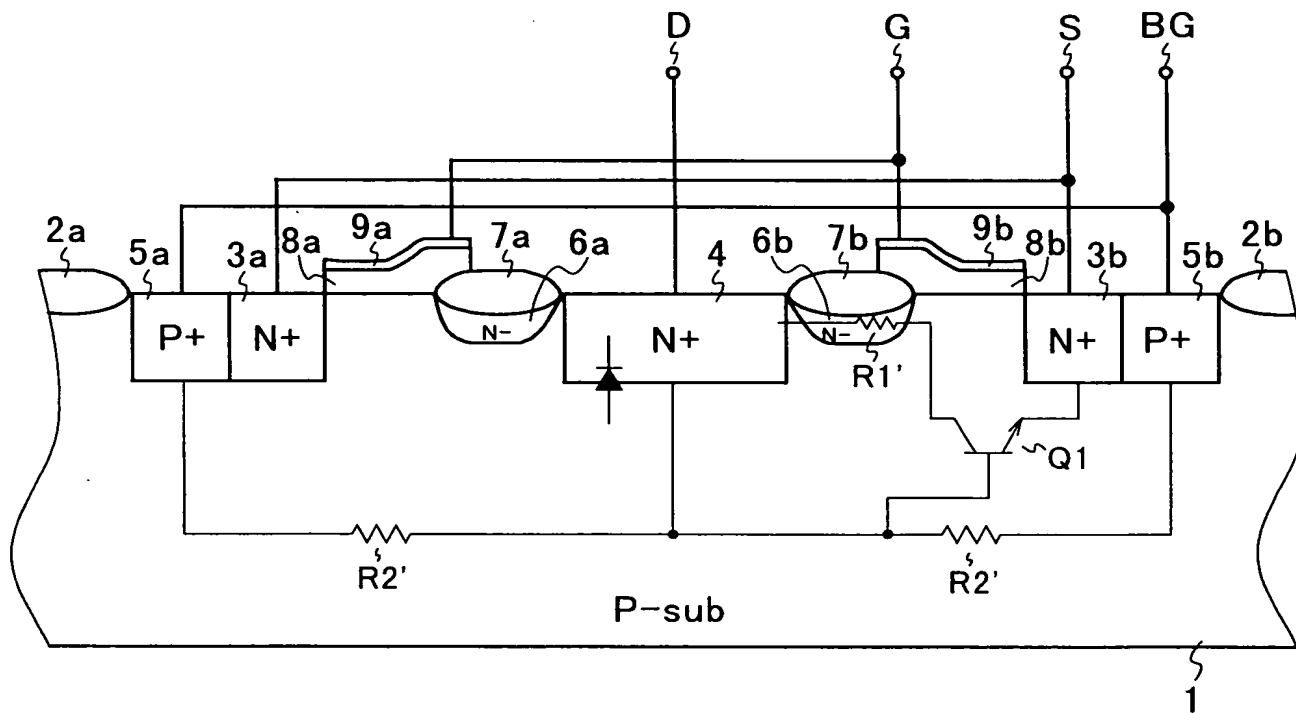 D G S BG
2a 5a 3a 8a 9a 7a 6a 4 6b 7b 9b 8b 3b 5b 2b
P+ N+ N- N+ N- N+ P+
R1'
Q1
R2' R2'
P-sub
1